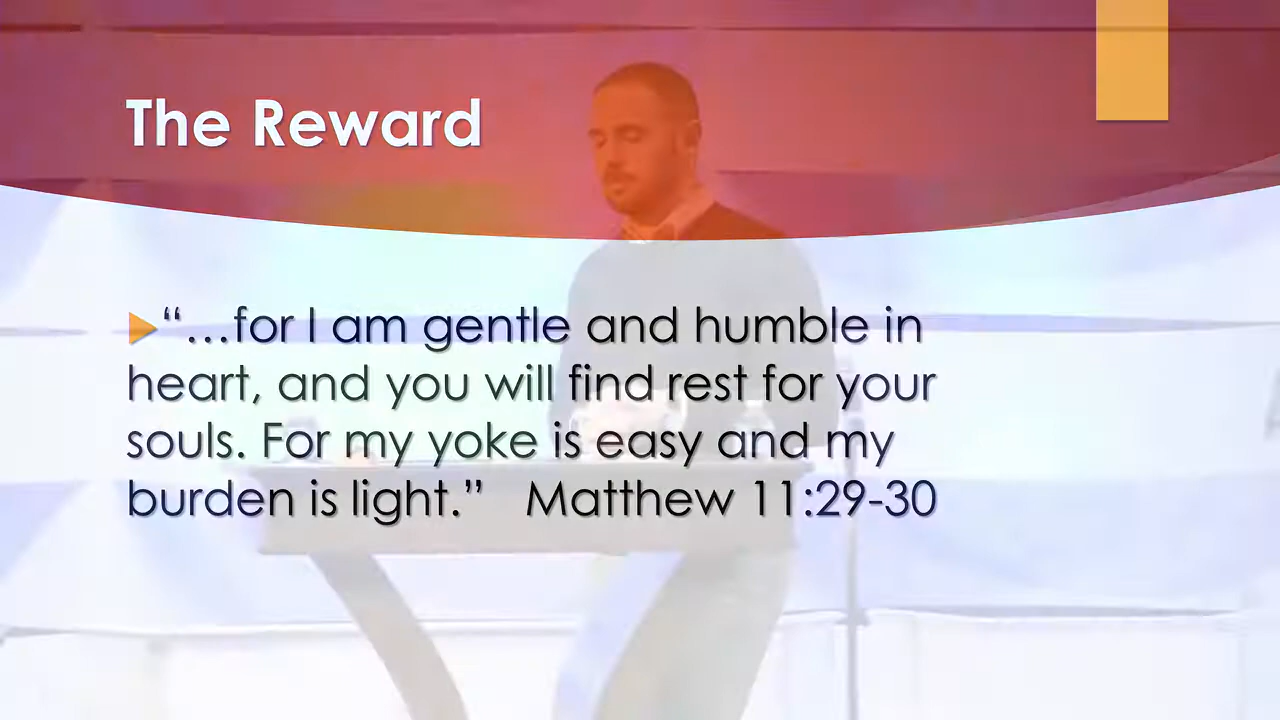 The Reward
“…for I am gentle and humble in
heart, and you will find rest for your
souls. For my yoke is easy and my
burden is light.” Matthew 11:29-30